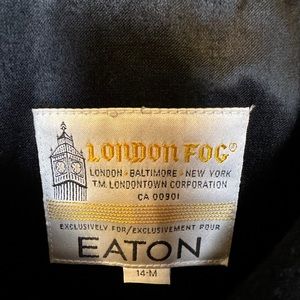 LONDON FOG®
LONDON - BALTIMORE - NEW YORK
T.M. LONDONTOWN CORPORATION
CA 00901
EXCLUSIVELY FOR/EXCLUSIVEMENT POUR
EATON
14-M